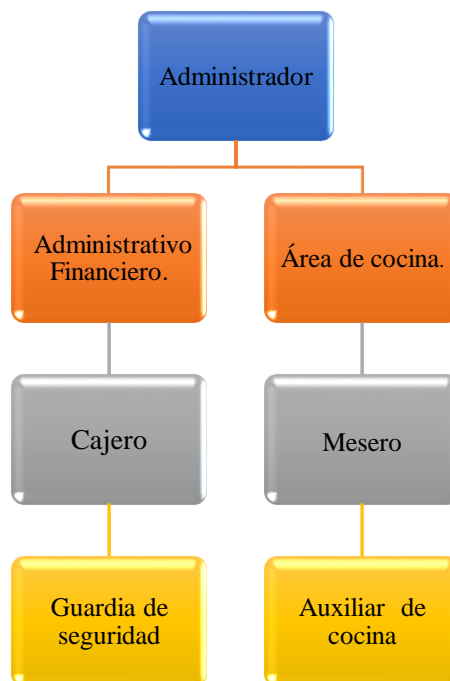 Administrador
Administrativo
Financiero.
Área de cocina.
Cajero
Mesero
Guardia de
seguridad
Auxiliar de
cocina